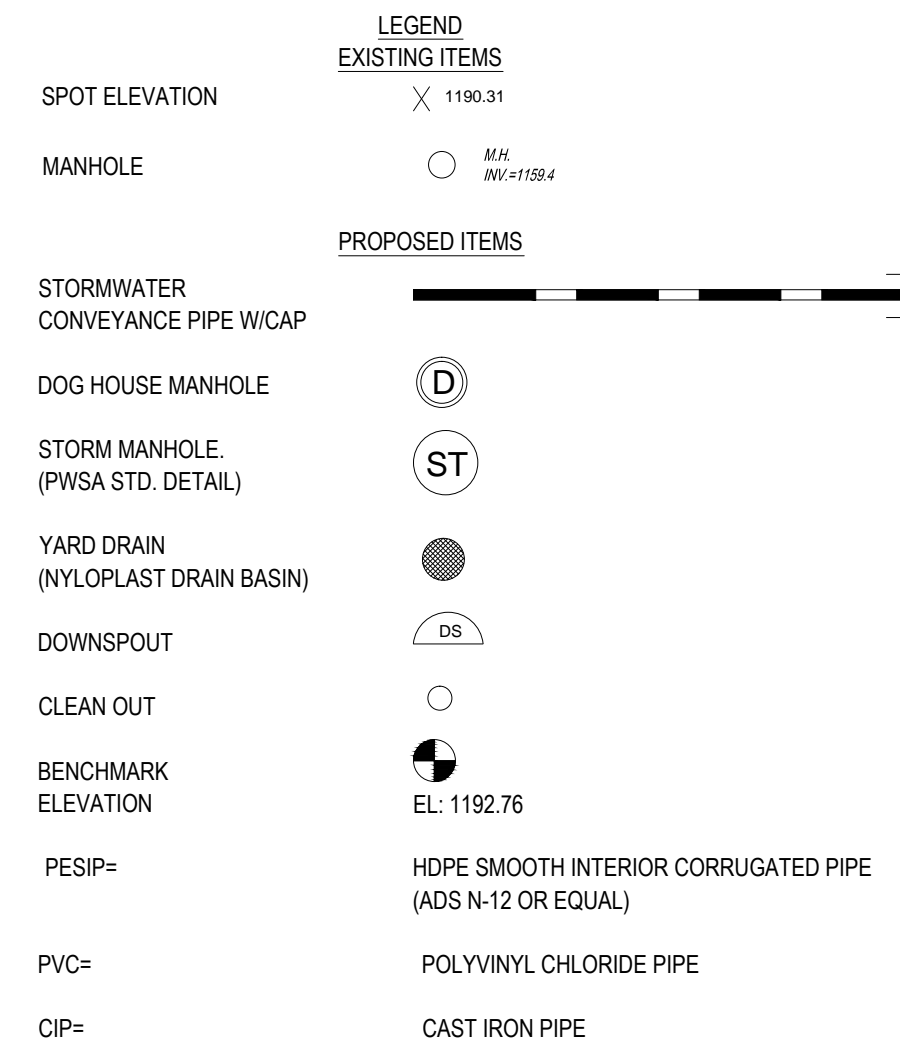 LEGEND
EXISTING ITEMS
SPOT ELEVATION
1190.31
MANHOLE
M.H.
INV.=1159.4
PROPOSED ITEMS
STORMWATER
CONVEYANCE PIPE W/CAP
DOG HOUSE MANHOLE
D
STORM MANHOLE.
(PWSA STD. DETAIL)
ST
YARD DRAIN
(NYLOPLAST DRAIN BASIN)
DOWNSPOUT
DS
CLEAN OUT
BENCHMARK
ELEVATION
EL: 1192.76
PESIP=
HDPE SMOOTH INTERIOR CORRUGATED PIPE
(ADS N-12 OR EQUAL)
PVC=
POLYVINYL CHLORIDE PIPE
CIP=
CAST IRON PIPE